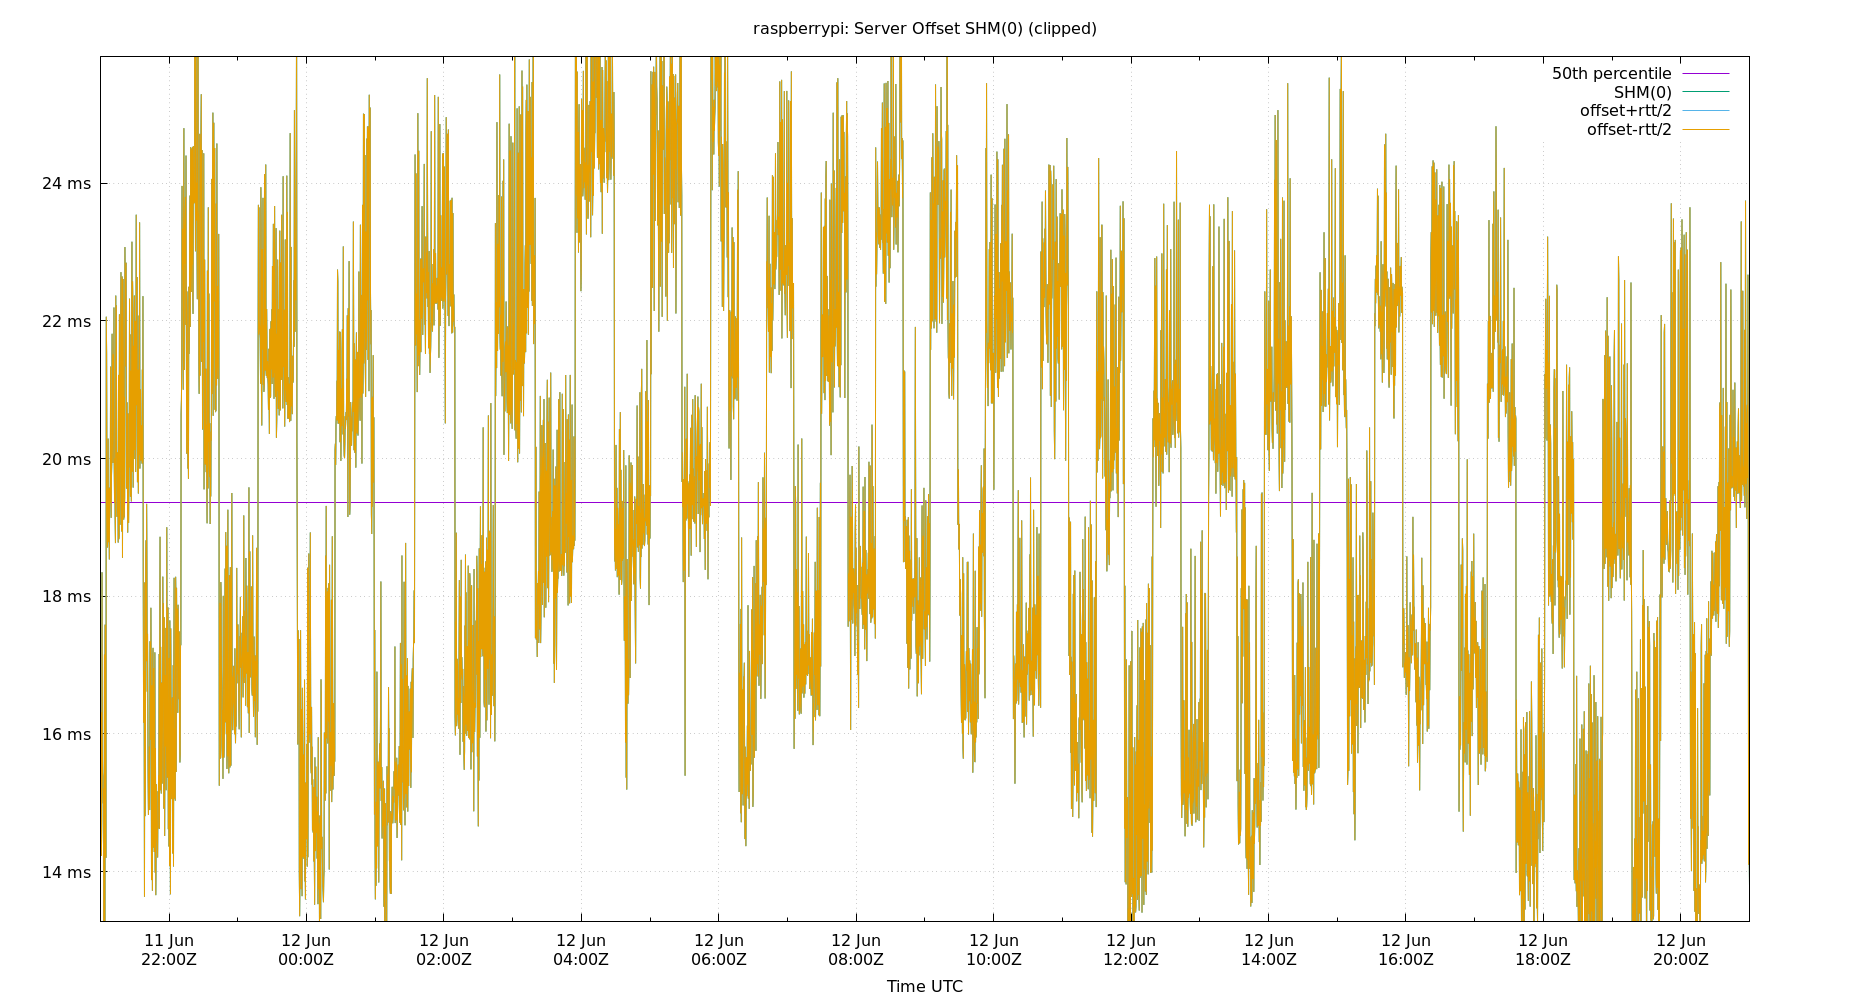 raspberrypi: Server Offset SHM(0) (clipped)
50th percentile
SHM(0)
offset+rtt/2
offset-rtt/2
24 ms
22 ms
20 ms
18 ms
16 ms
14 ms
11 Jun 12 Jun 12 Jun 12 Jun 12 Jun 12 Jun 12 Jun 12 Jun 12 Jun 12 Jun 12 Jun 12 Jun
22:00Z 00:00Z 02:00Z 04:00Z 06:00Z 08:00Z 10:00Z 12:00Z 14:00Z 16:00Z 18:00Z 20:00Z
Time UTC